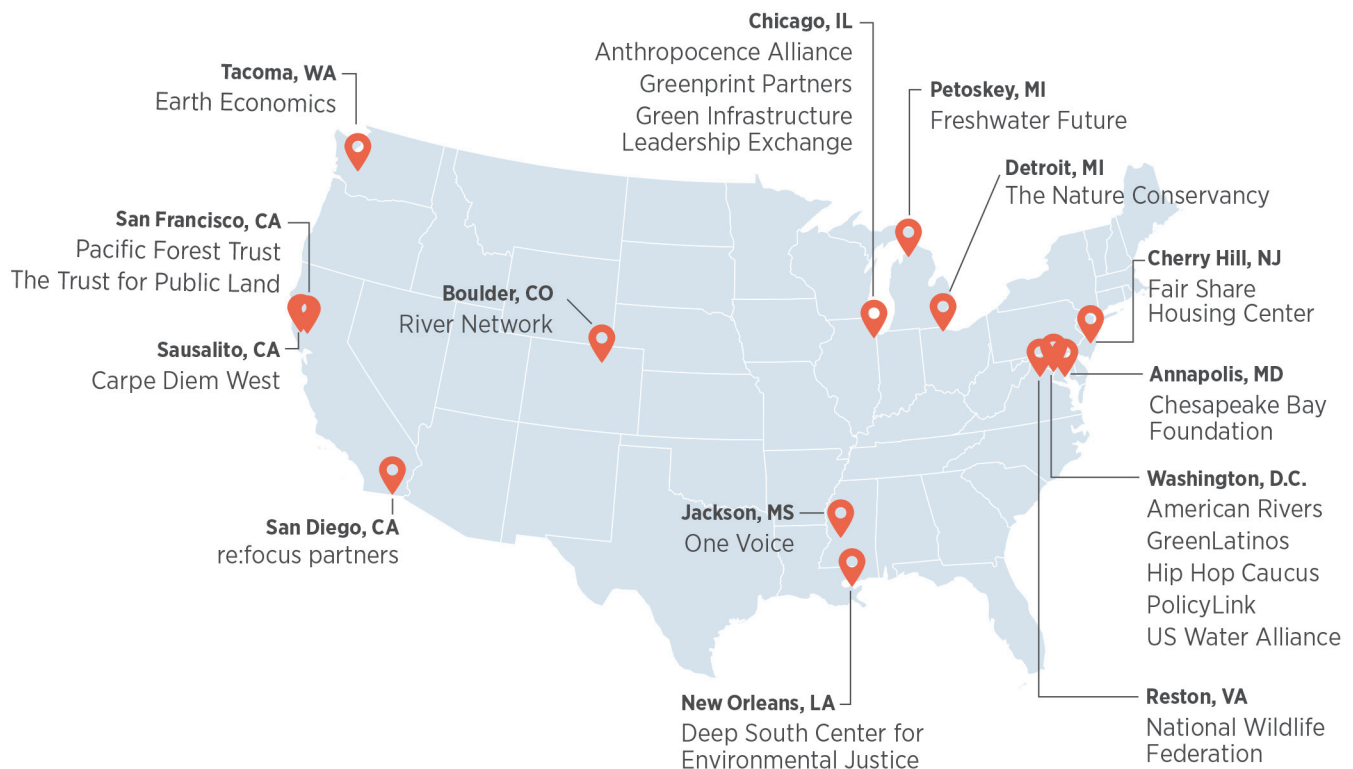 Chicago, IL
Anthropocence Alliance
Greenprint Partners
Green Infrastructure
Leadership Exchange
Tacoma, WA
Earth Economics
Petoskey, MI
Freshwater Future
Detroit, MI
The Nature Conservancy
San Francisco, CA
Pacific Forest Trust
The Trust for Public Land
Boulder, CO
River Network
Cherry Hill, NJ
Fair Share
Housing Center
Sausalito, CA
Carpe Diem West
Annapolis, MD
Chesapeake Bay
Foundation
San Diego, CA
re:focus partners
Jackson, MS
One Voice
Washington, D.C.
American Rivers
GreenLatinos
Hip Hop Caucus
PolicyLink
US Water Alliance
New Orleans, LA
Deep South Center for
Environmental Justice
Reston, VA
National Wildlife
Federation